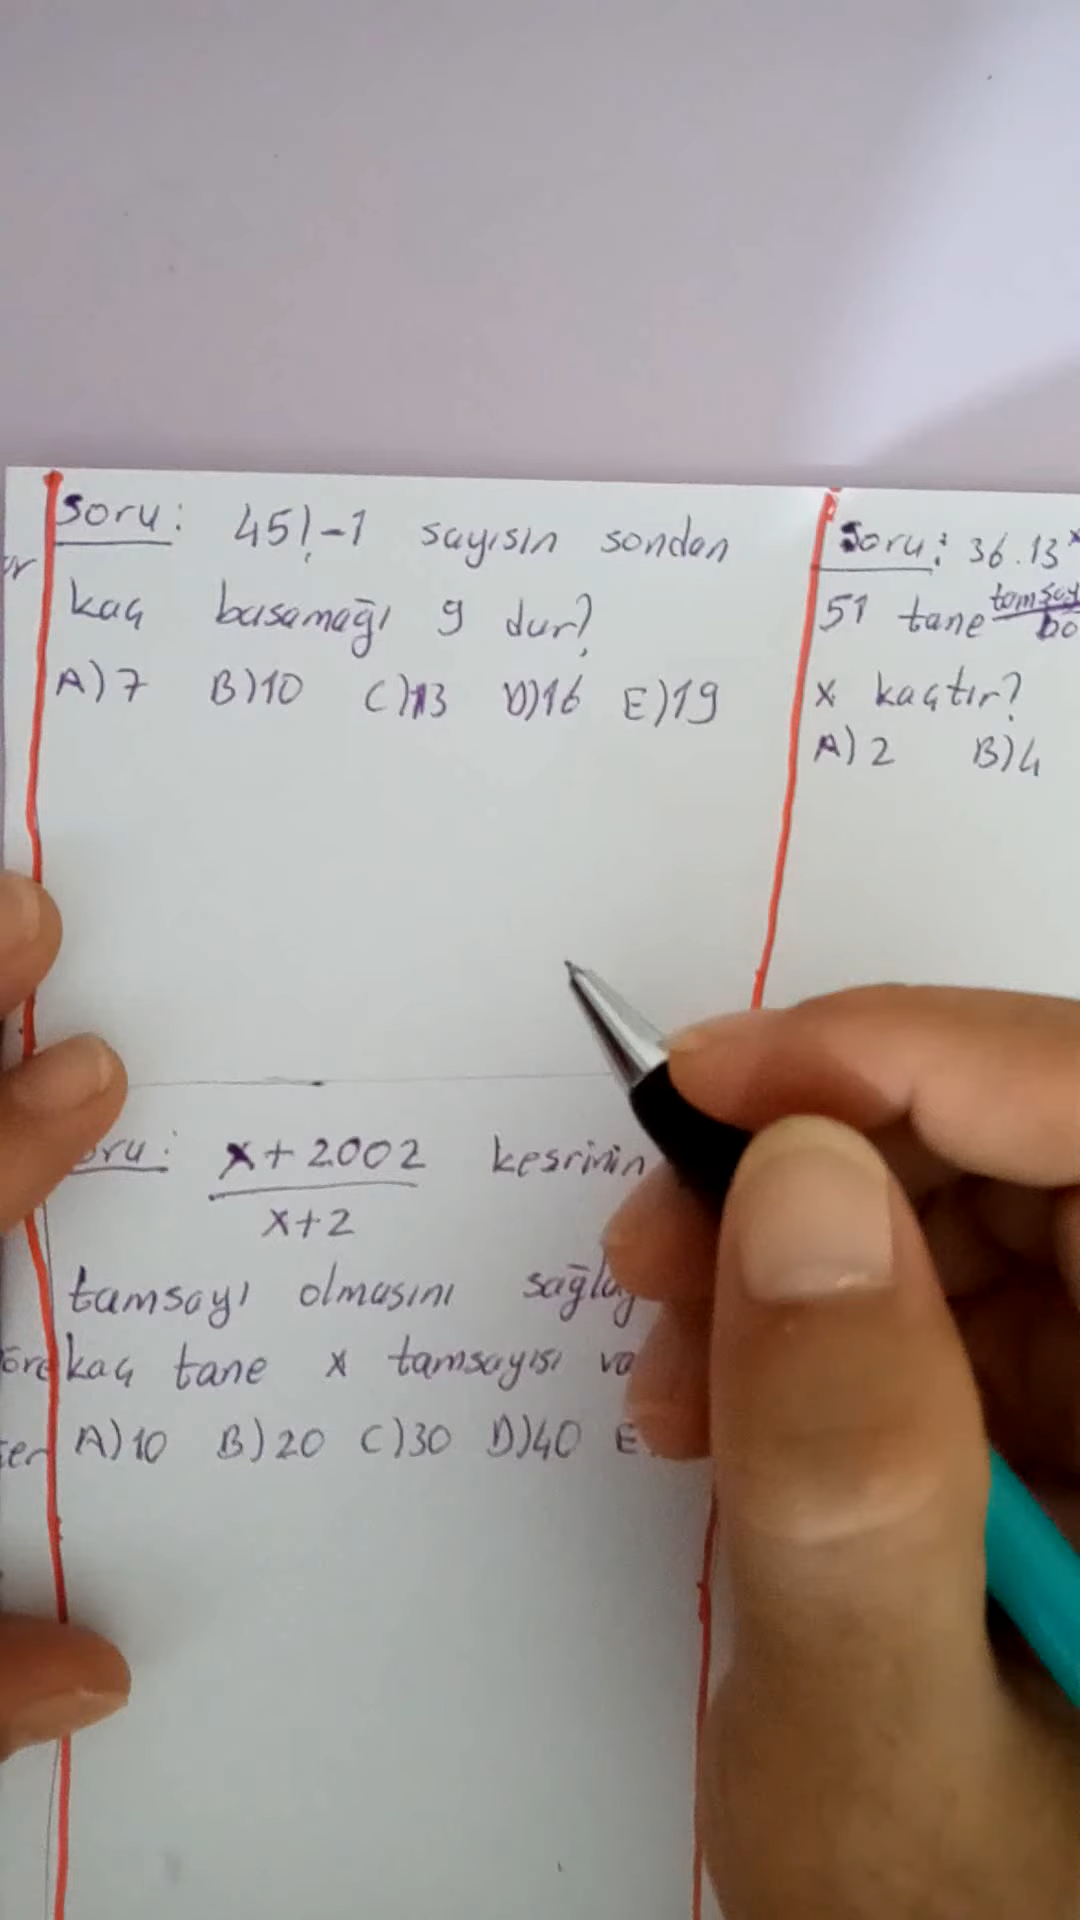 Soru: 45!-1 sayısın sondan
kaç basamağı 9 dur?
A)7 B)10 C)13 D)16 E)19
Soru: 36.13ˣ
51 tane
x kaçtır?
A)2 B)4
x+2002 kesrinin
x+2
tamsayı olmasını
kaç tane x tamsayısı
A)10 B)20 C)30 D)40 E